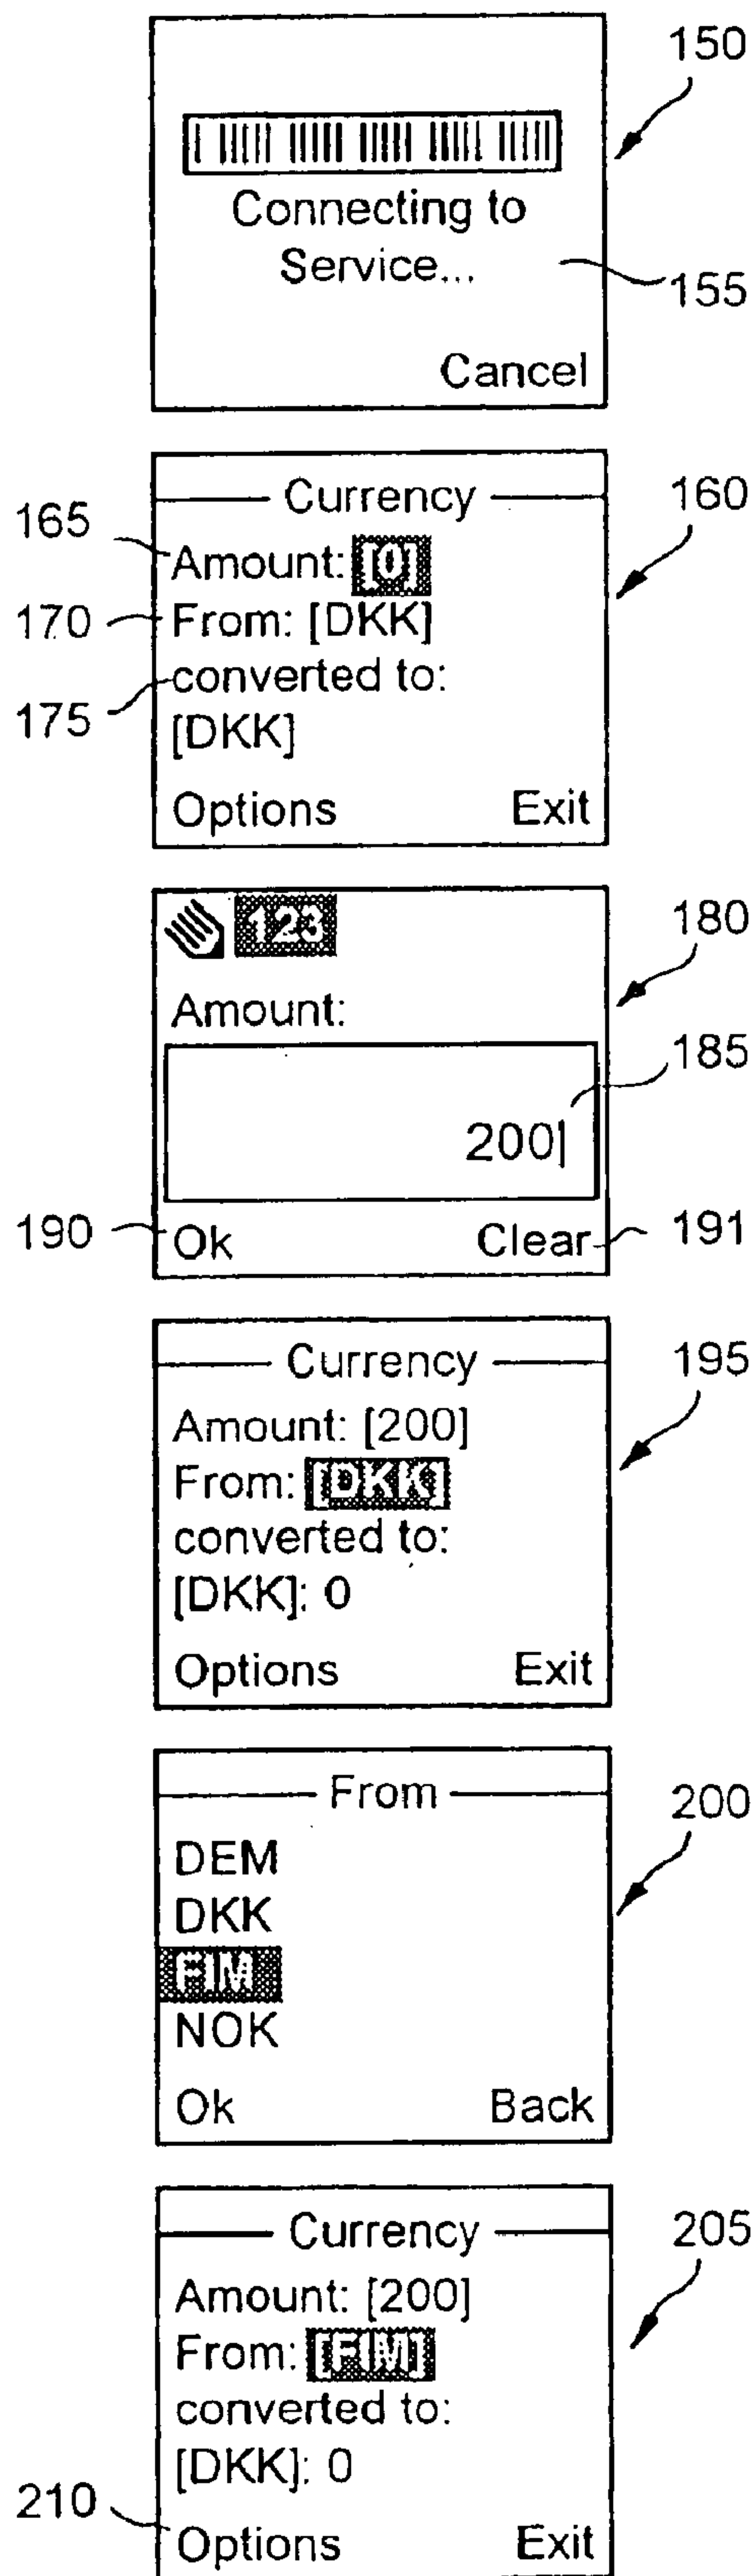 150
Connecting to
Service...
155
Cancel
Currency
160
165
Amount: [0]
170
From: [DKK]
175
converted to:
[DKK]
Options Exit
123
180
Amount:
185
200
190
Ok Clear
191
Currency
195
Amount: [200]
From: [DKK]
converted to:
[DKK]: 0
Options Exit
From
200
DEM
DKK
FIM
NOK
Ok Back
Currency
205
Amount: [200]
From: [FIM]
converted to:
[DKK]: 0
210
Options Exit